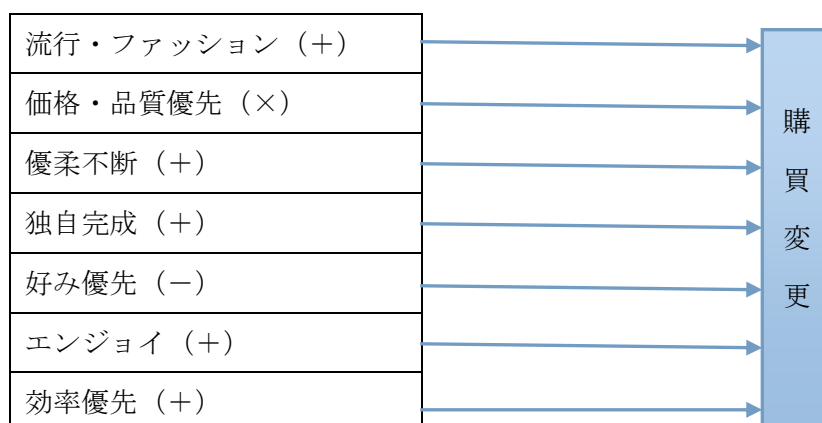 流行・ファッション（＋）
価格・品質優先（×）
優柔不断（＋）
独自完成（＋）
好み優先（－）
エンジョイ（＋）
効率優先（＋）
購買変更